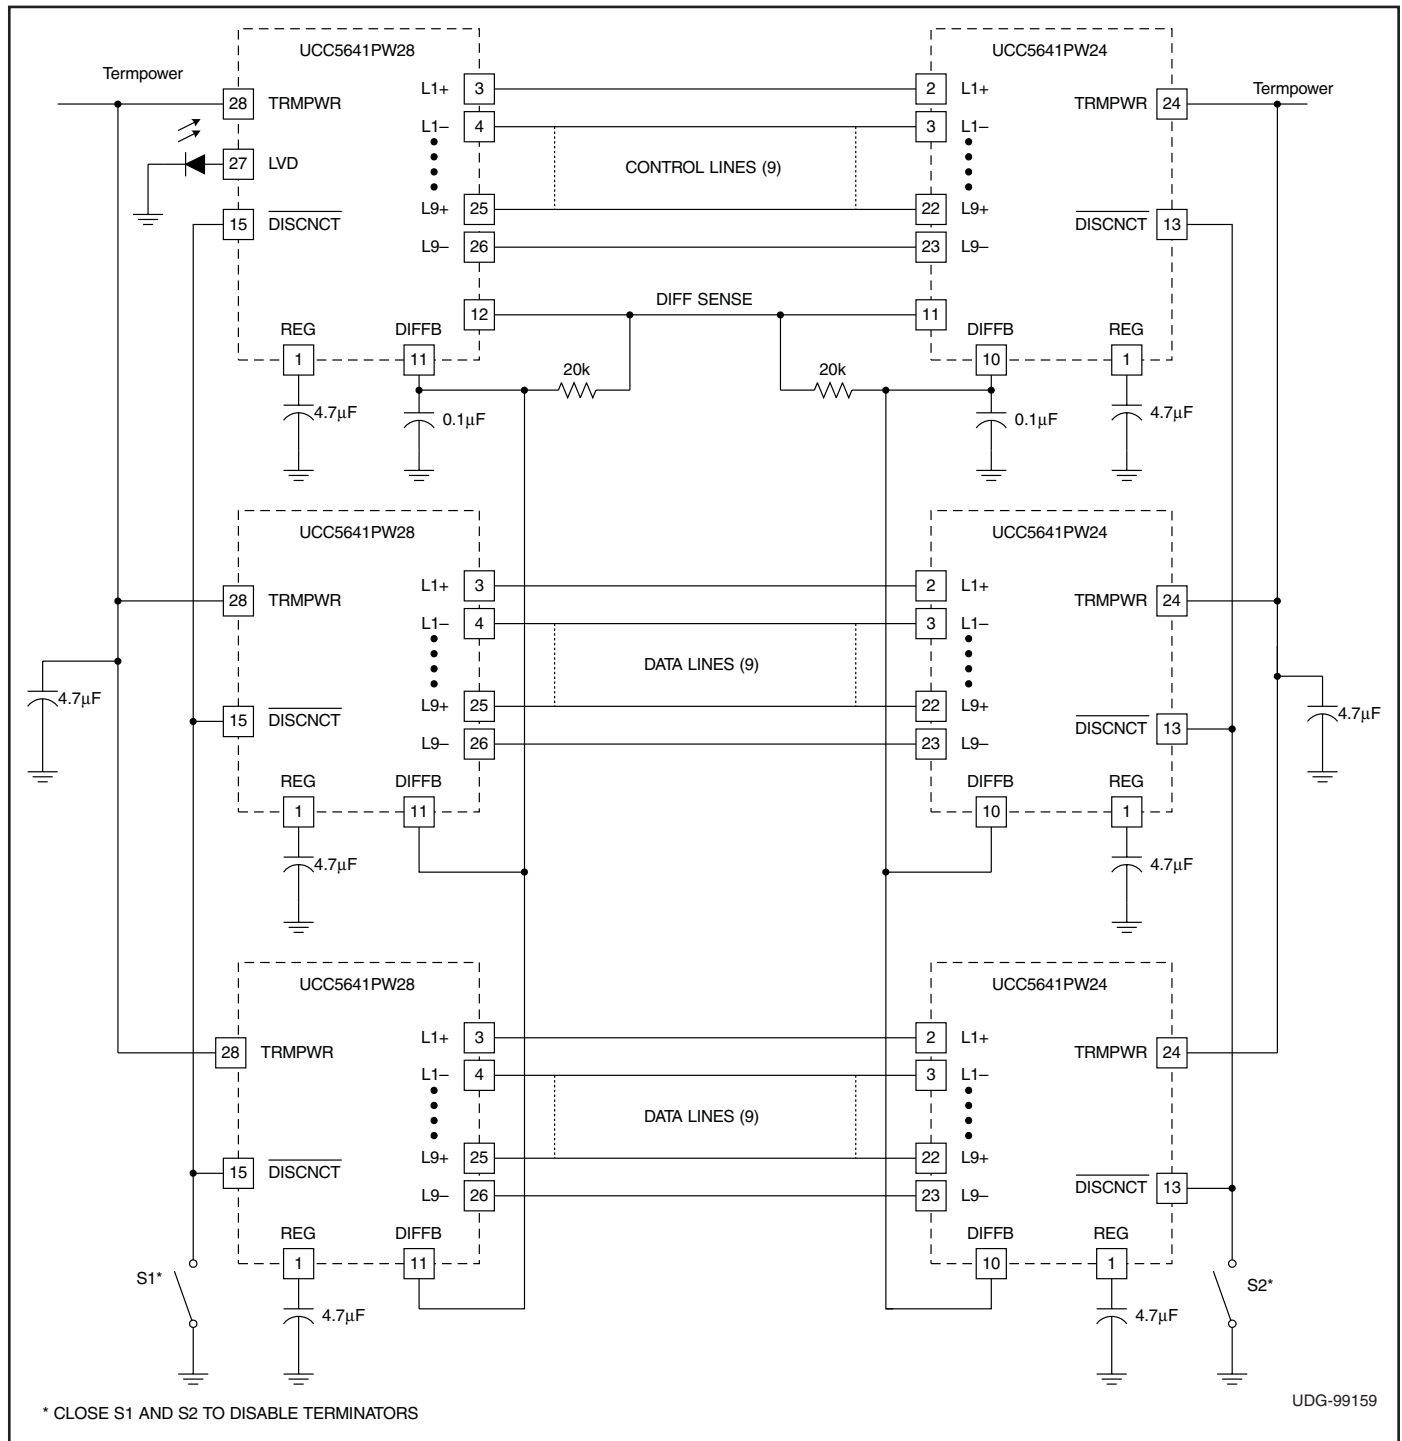 UCC5641PW28
UCC5641PW24
Termpower
Termpower
28 TRMPWR
L1+ 3
2 L1+
TRMPWR 24
L1– 4
3 L1–
27 LVD
CONTROL LINES (9)
L9+ 25
22 L9+
15 DISCNCT
DISCNCT 13
L9– 26
23 L9–
DIFF SENSE
12
11
REG
DIFFB
DIFFB
REG
1
11
10
1
20k
20k
4.7µF
0.1µF
0.1µF
4.7µF
UCC5641PW28
UCC5641PW24
L1+ 3
2 L1+
28 TRMPWR
TRMPWR 24
L1– 4
3 L1–
DATA LINES (9)
4.7µF
L9+ 25
22 L9+
4.7µF
15 DISCNCT
DISCNCT 13
L9– 26
23 L9–
REG
DIFFB
DIFFB
REG
1
11
10
1
4.7µF
4.7µF
UCC5641PW28
UCC5641PW24
L1+ 3
2 L1+
28 TRMPWR
TRMPWR 24
L1– 4
3 L1–
DATA LINES (9)
L9+ 25
22 L9+
15 DISCNCT
DISCNCT 13
L9– 26
23 L9–
REG
DIFFB
DIFFB
REG
1
11
10
1
S1*
S2*
4.7µF
4.7µF
UDG-99159
* CLOSE S1 AND S2 TO DISABLE TERMINATORS